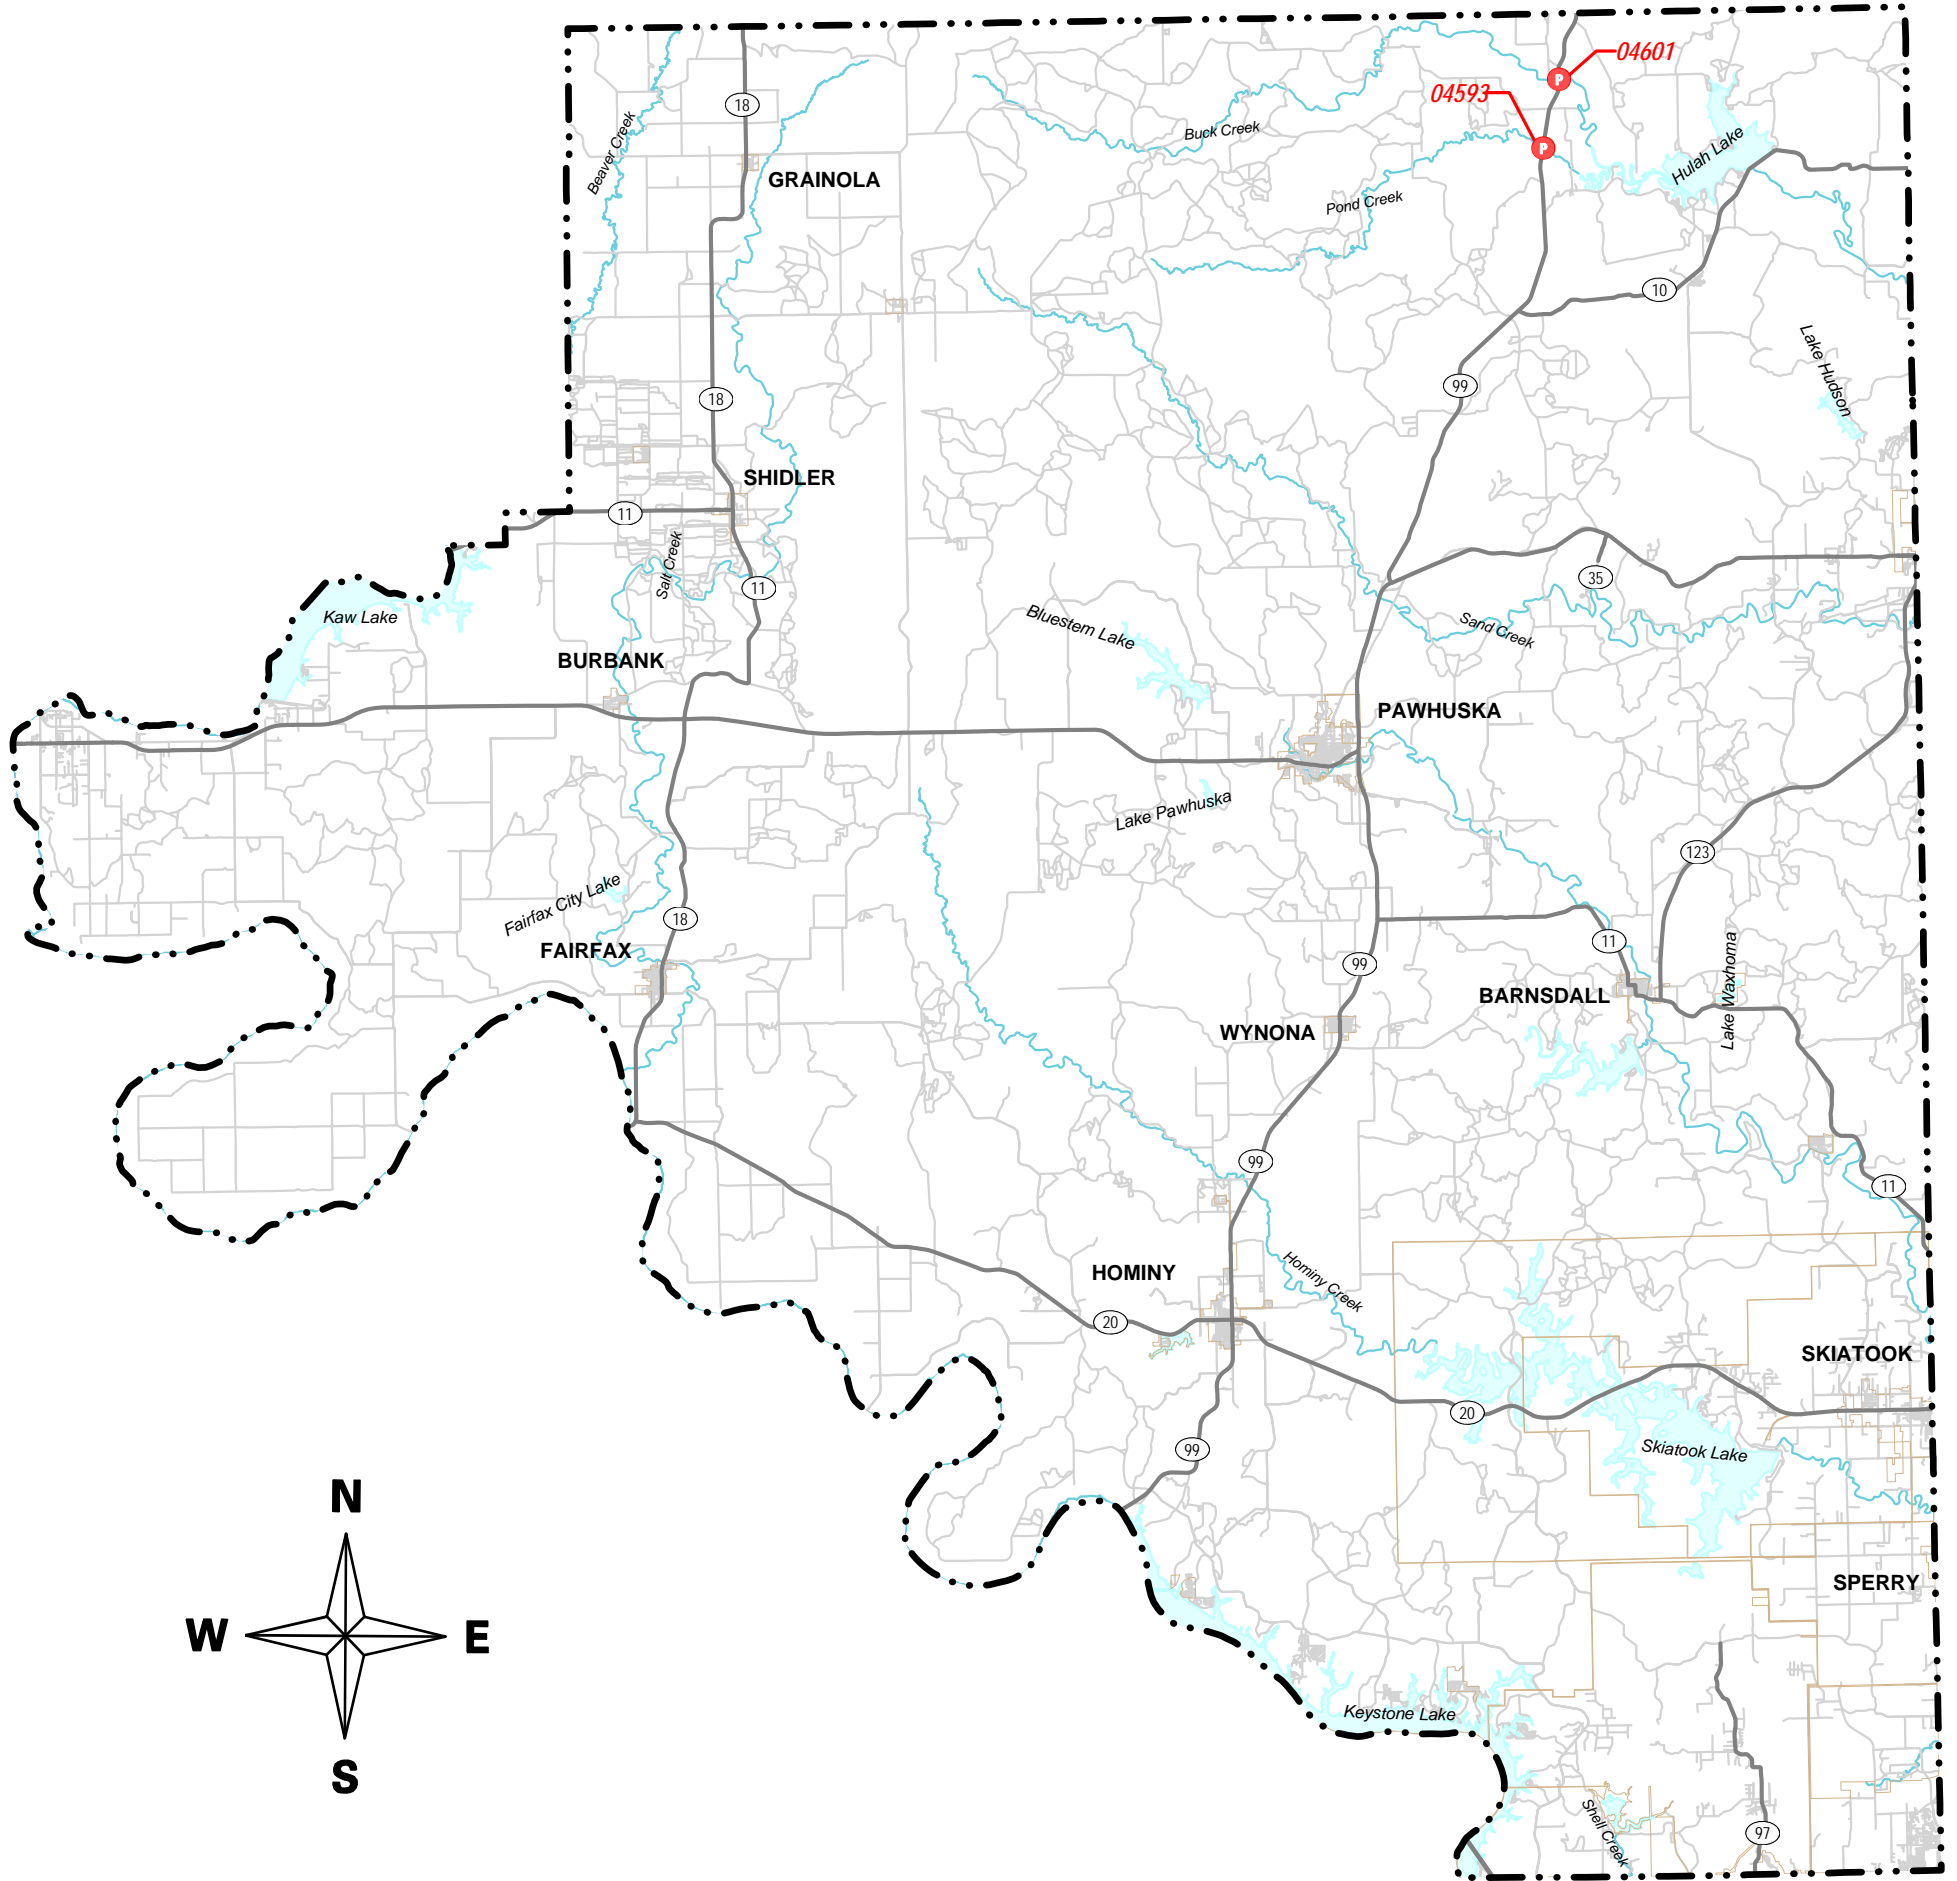 04601
P
04593
P
18
Buck Creek
Beaver Creek
Hulah Lake
GRAINOLA
Pond Creek
10
Lake Hudson
99
18
SHIDLER
11
Salt Creek
35
11
Kaw Lake
Bluestem Lake
Sand Creek
BURBANK
PAWHUSKA
Lake Pawhuska
123
Fairfax City Lake
18
FAIRFAX
11
99
Lake Waxhoma
BARNSDALL
WYNONA
99
11
HOMINY
Hominy Creek
20
SKIATOOK
20
99
Skiatook Lake
N
SPERRY
W
E
Keystone Lake
S
Shell Creek
97